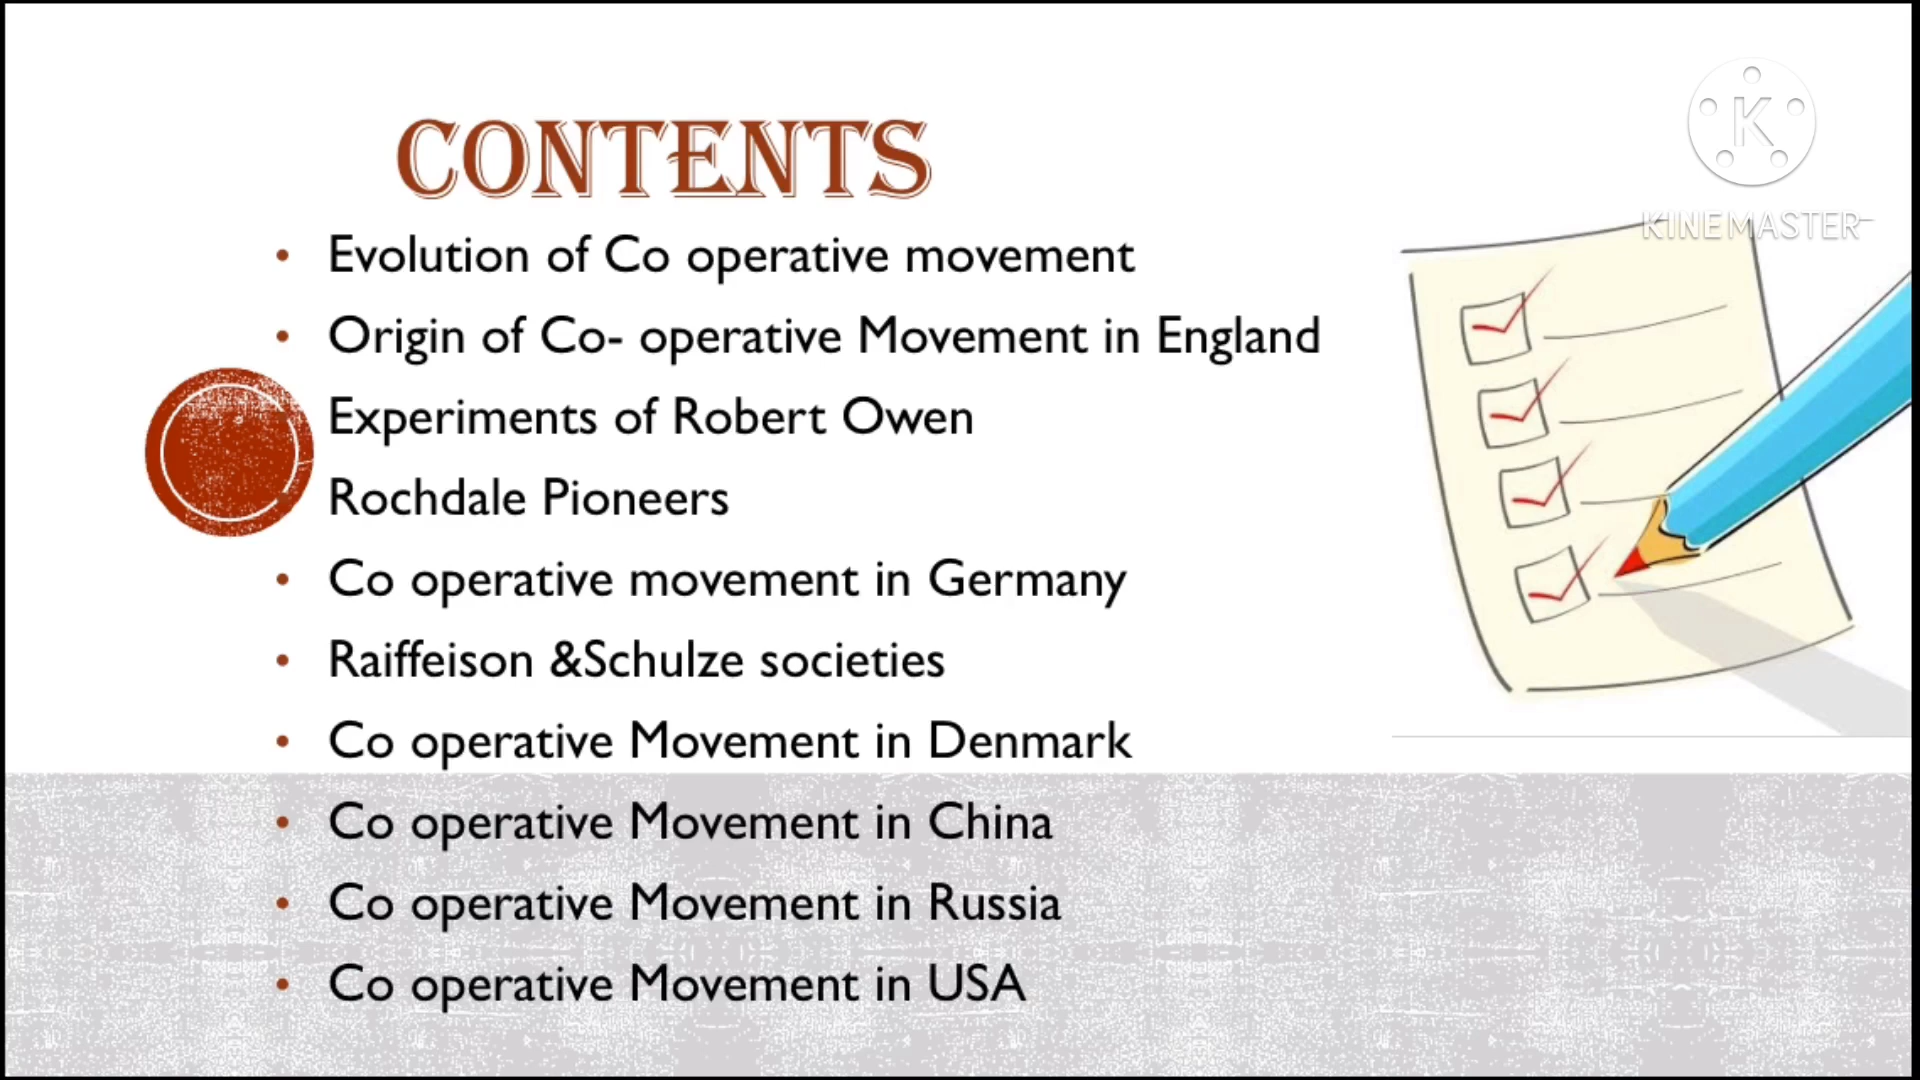 CONTENTS
K
KINEMASTER
• Evolution of Co operative movement
• Origin of Co- operative Movement in England
Experiments of Robert Owen
Rochdale Pioneers
• Co operative movement in Germany
• Raiffeison &Schulze societies
• Co operative Movement in Denmark
• Co operative Movement in China
• Co operative Movement in Russia
• Co operative Movement in USA